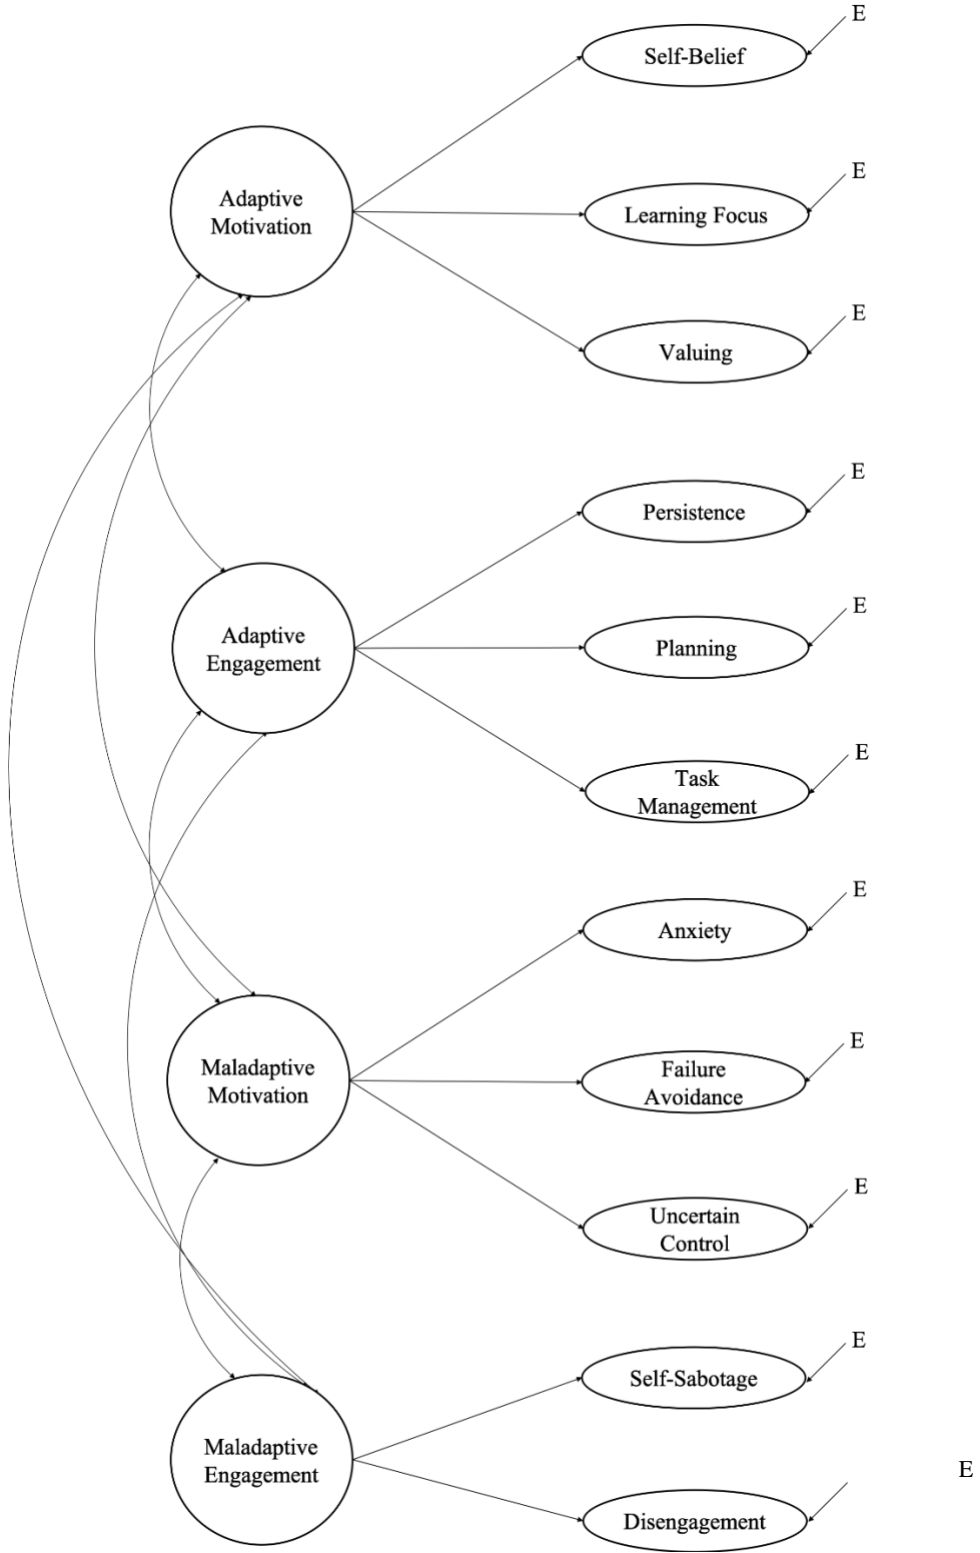 E
Self-Belief
E
Adaptive
Motivation
Learning Focus
E
Valuing
E
Persistence
E
Adaptive
Engagement
Planning
E
Task
Management
E
Anxiety
E
Maladaptive
Motivation
Failure
Avoidance
E
Uncertain
Control
E
Self-Sabotage
Maladaptive
Engagement
E
Disengagement